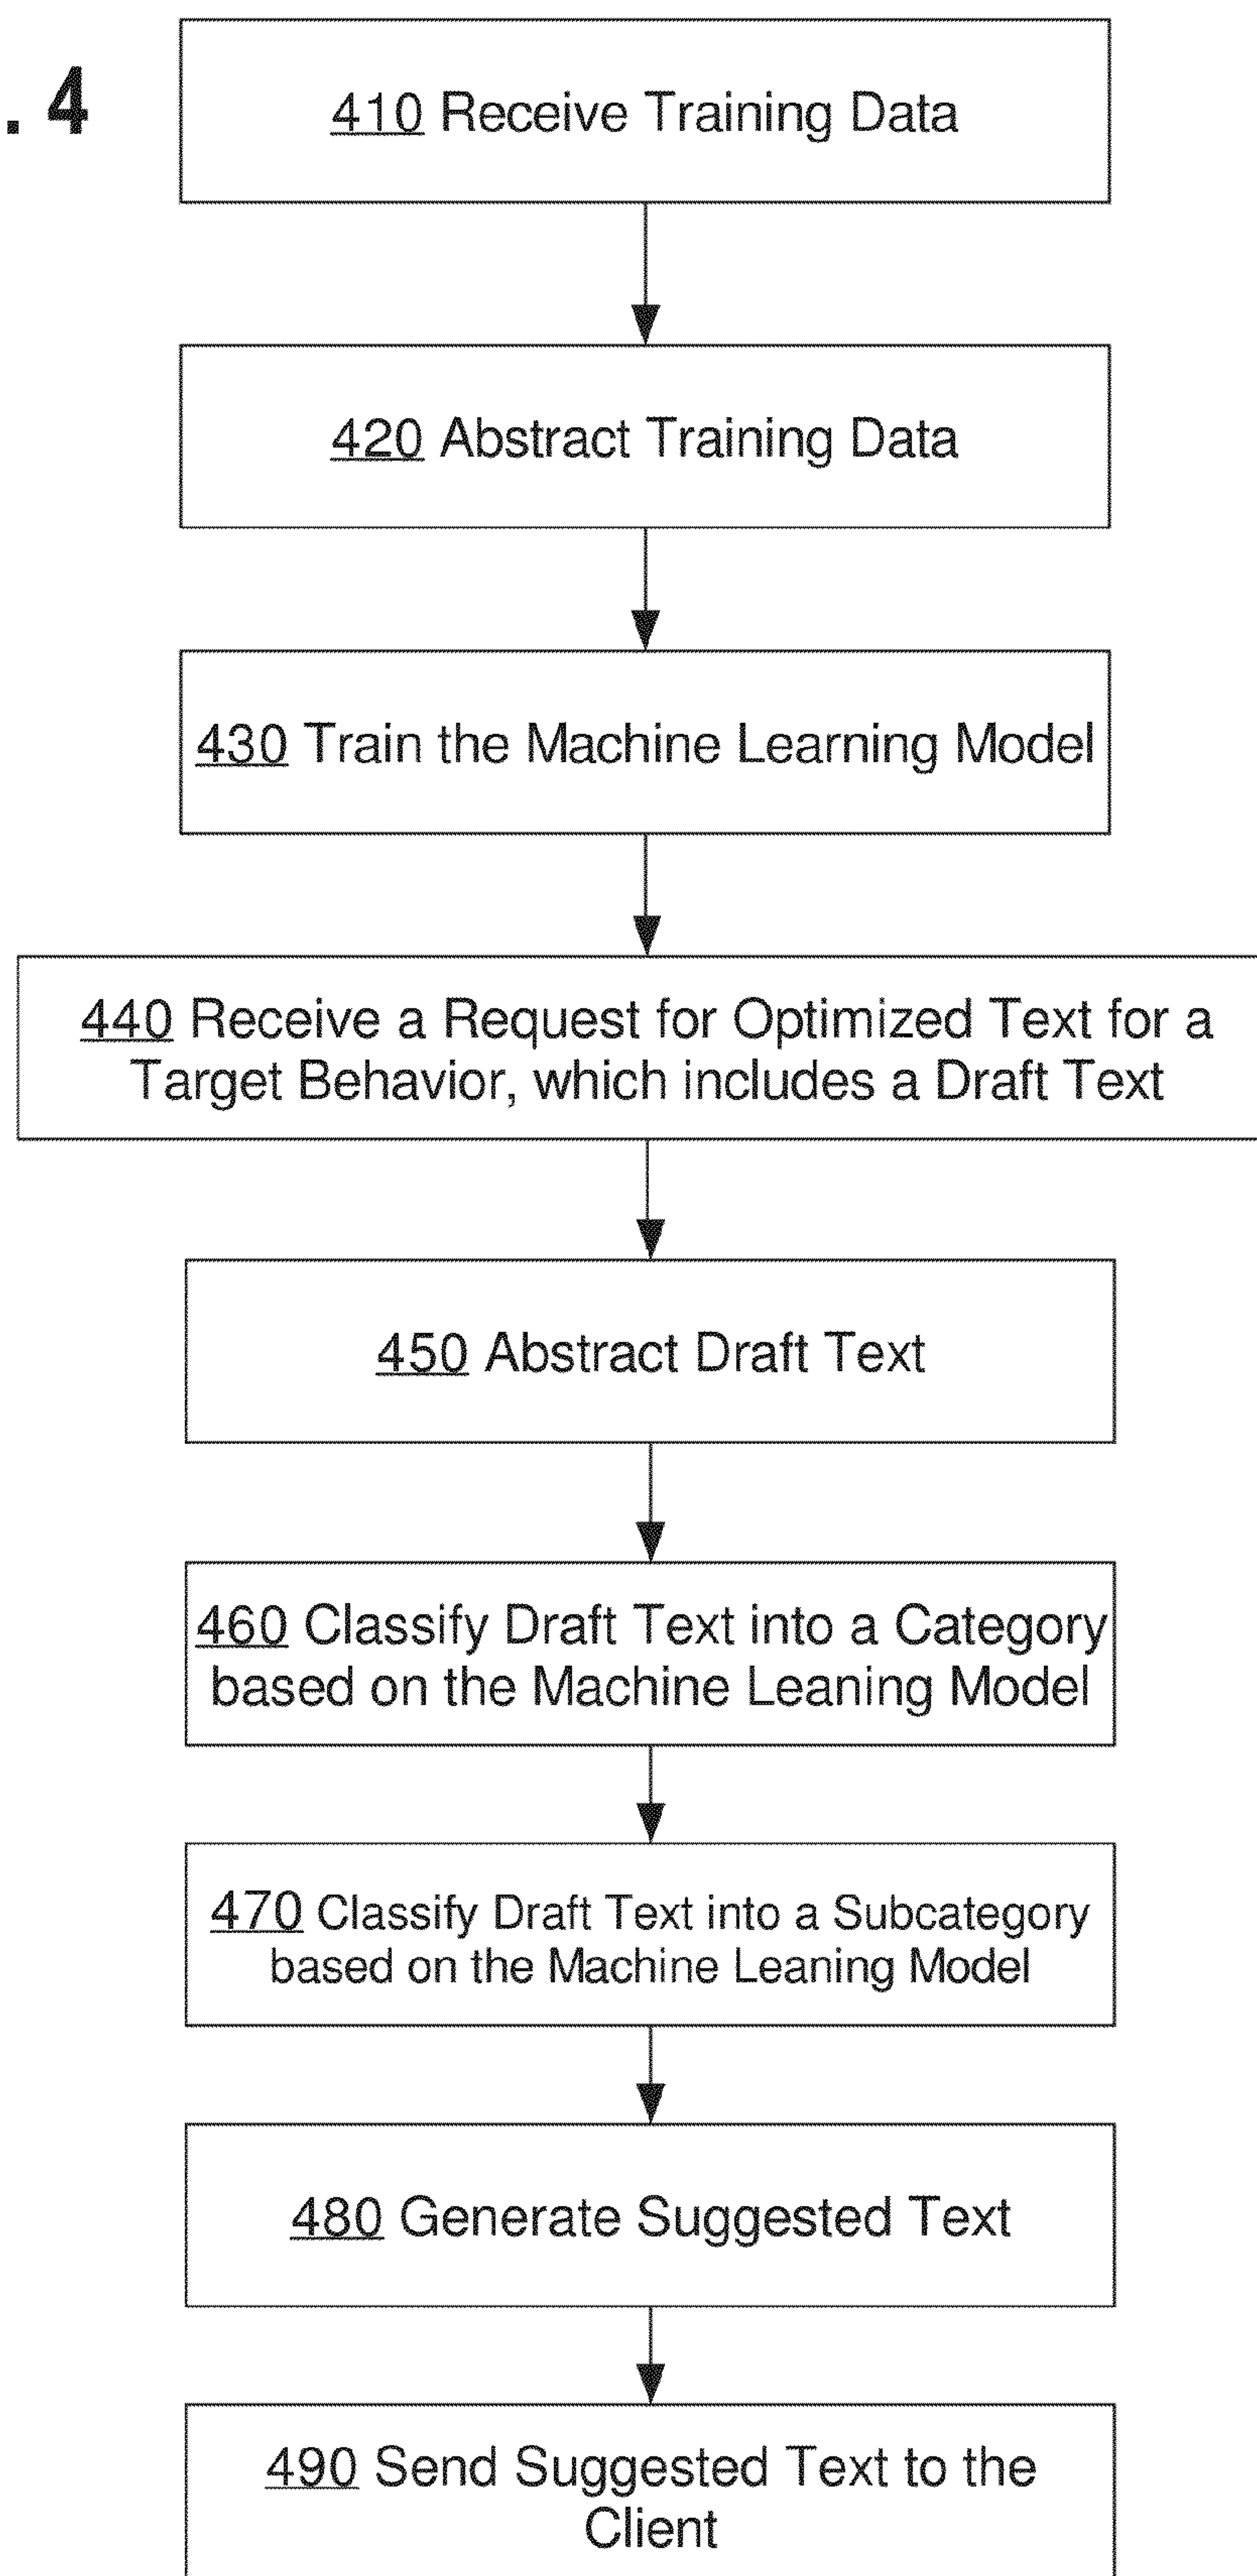 . 4
410 Receive Training Data
420 Abstract Training Data
430 Train the Machine Learning Model
440 Receive a Request for Optimized Text for a
Target Behavior, which includes a Draft Text
450 Abstract Draft Text
460 Classify Draft Text into a Category
based on the Machine Leaning Model
470 Classify Draft Text into a Subcategory
based on the Machine Leaning Model
480 Generate Suggested Text
490 Send Suggested Text to the
Client